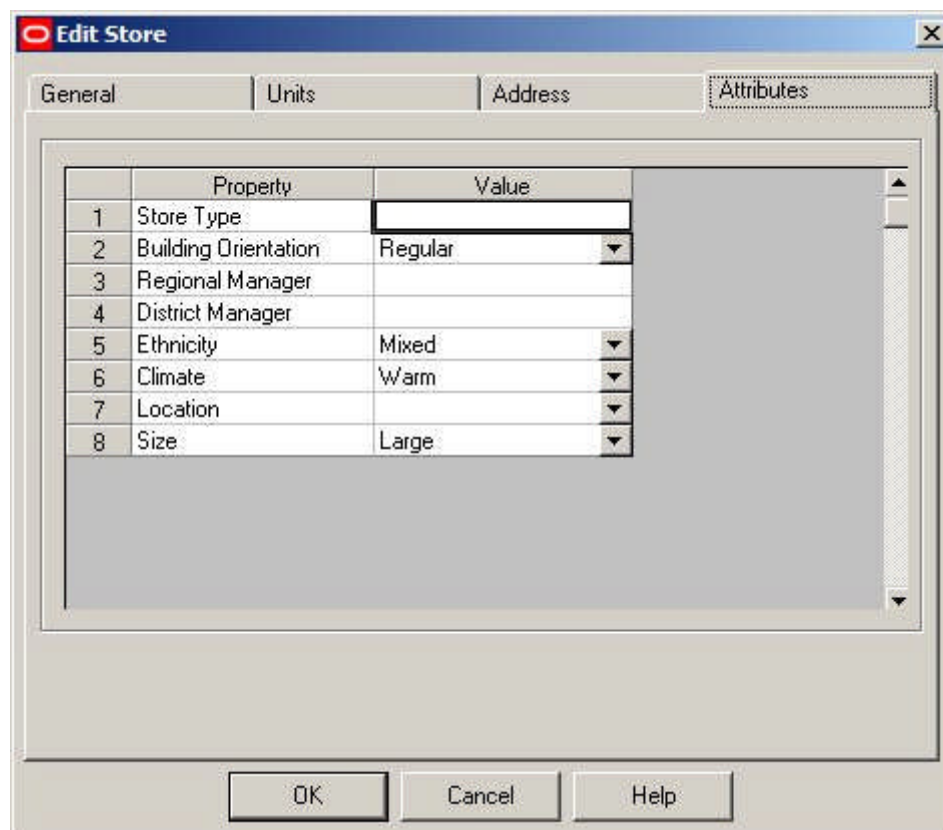 Edit Store
General Units Address Attributes
Property Value
1 Store Type
2 Building Orientation Regular
3 Regional Manager
4 District Manager
5 Ethnicity Mixed
6 Climate Warm
7 Location
8 Size Large
OK Cancel Help